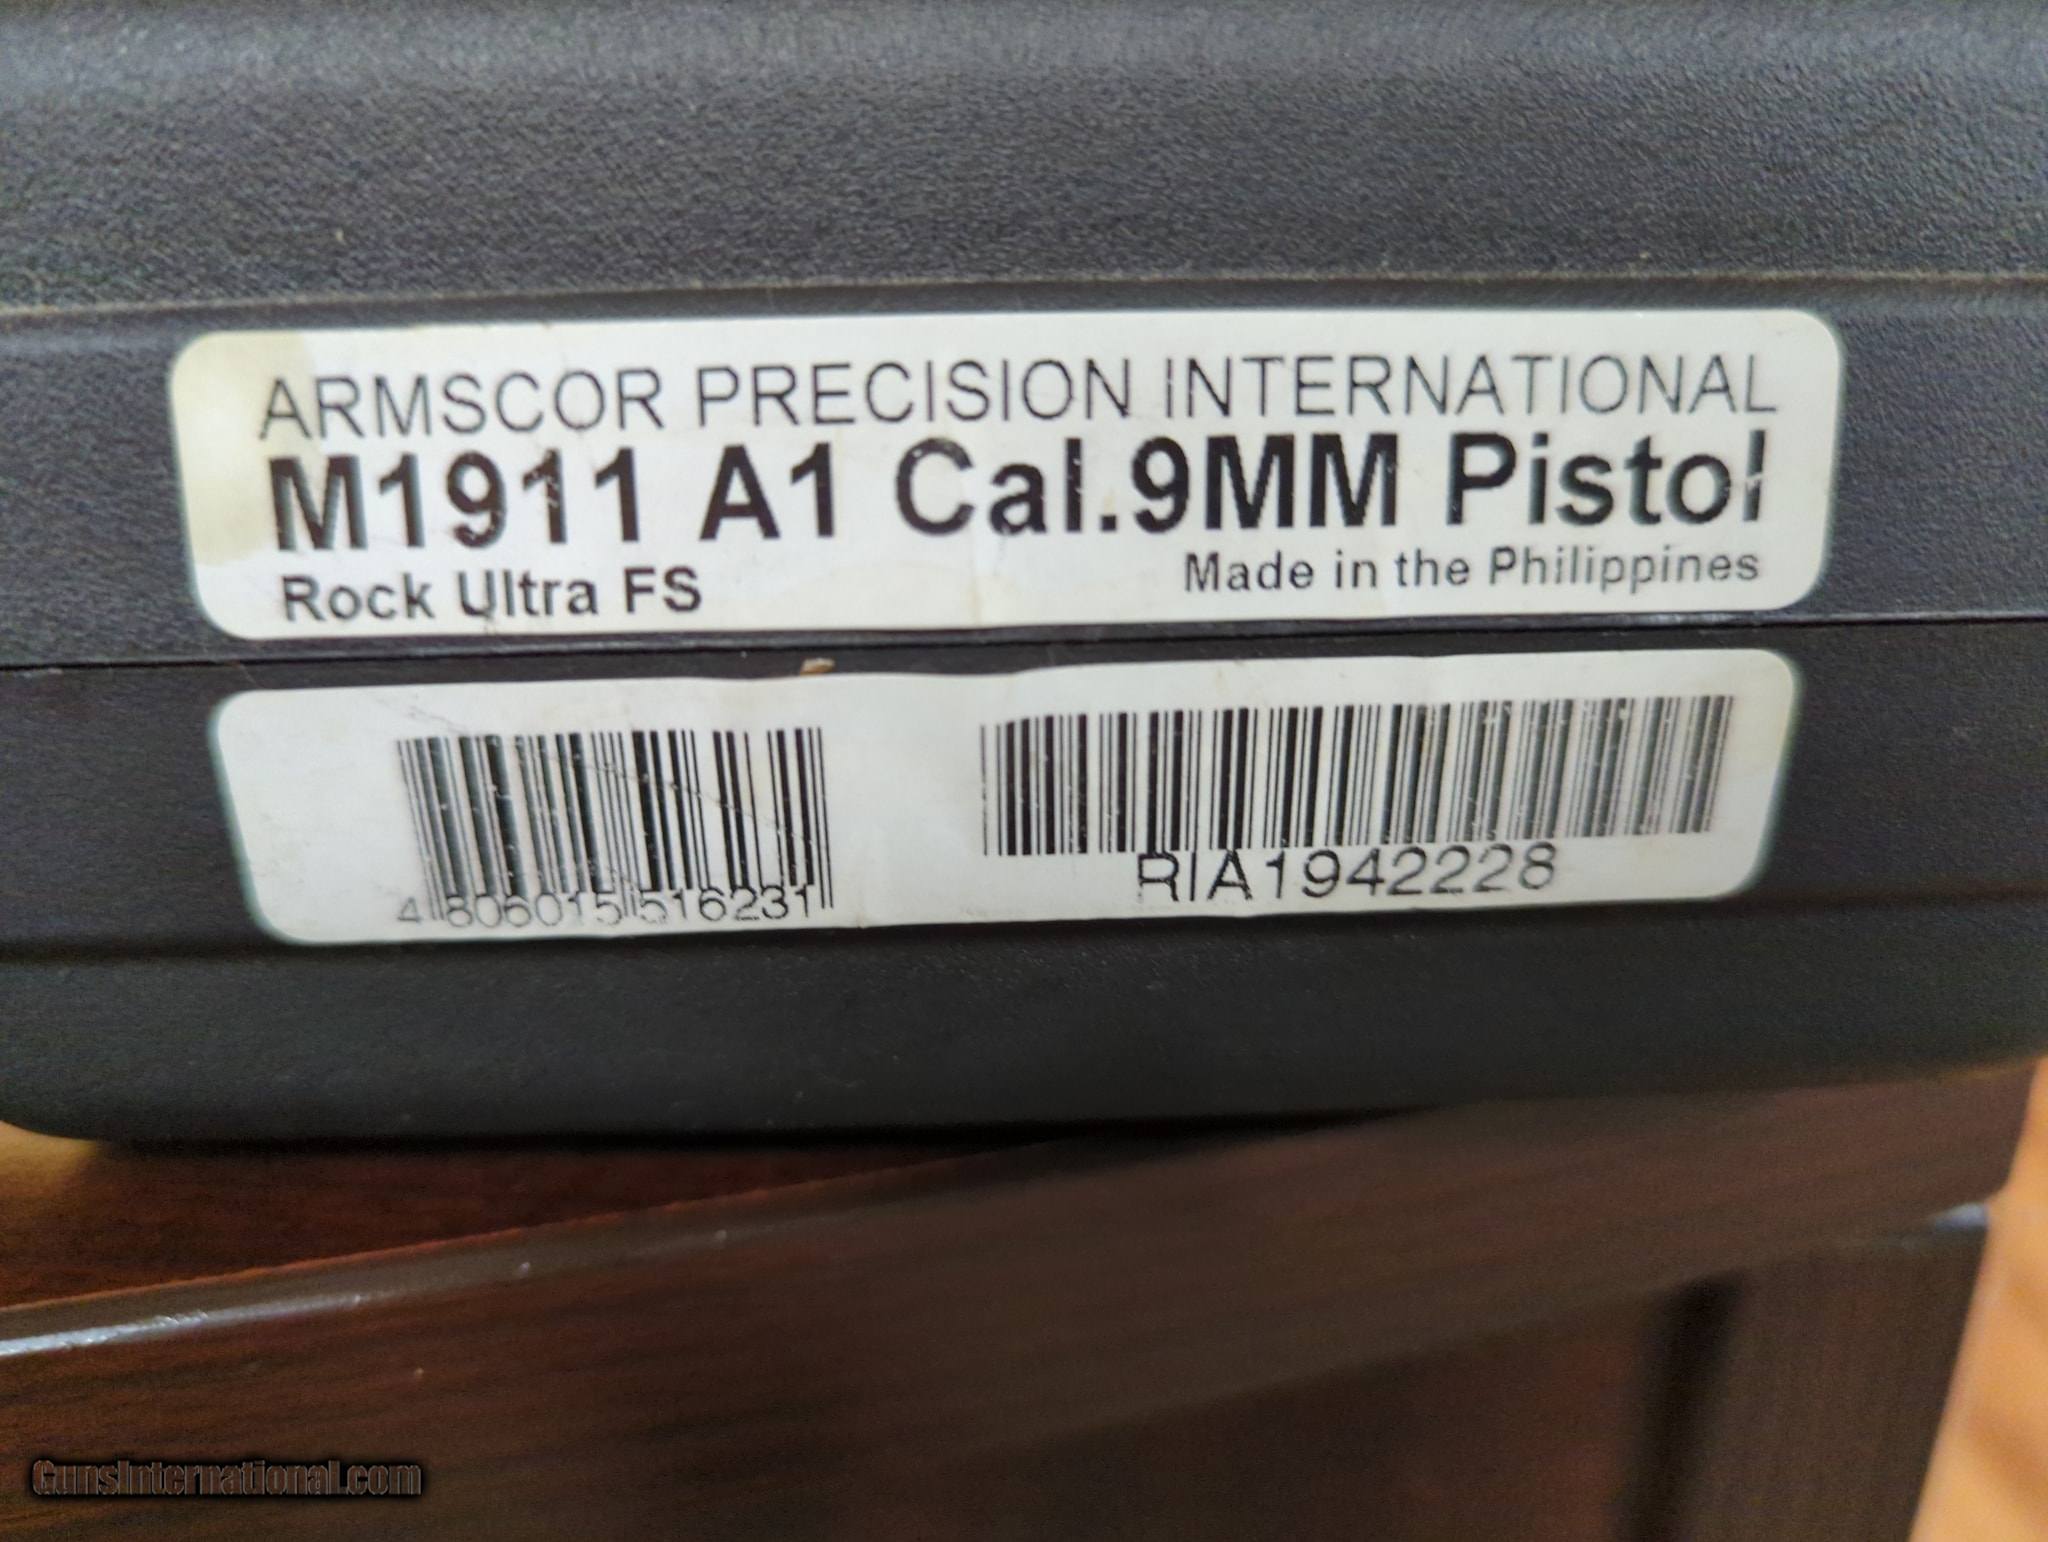 ARMSCOR PRECISION INTERNATIONAL
M1911 A1 Cal.9MM Pistol
Rock Ultra FS
Made in the Philippines
4 806015 516231
RIA1942228
GunsInternational.com